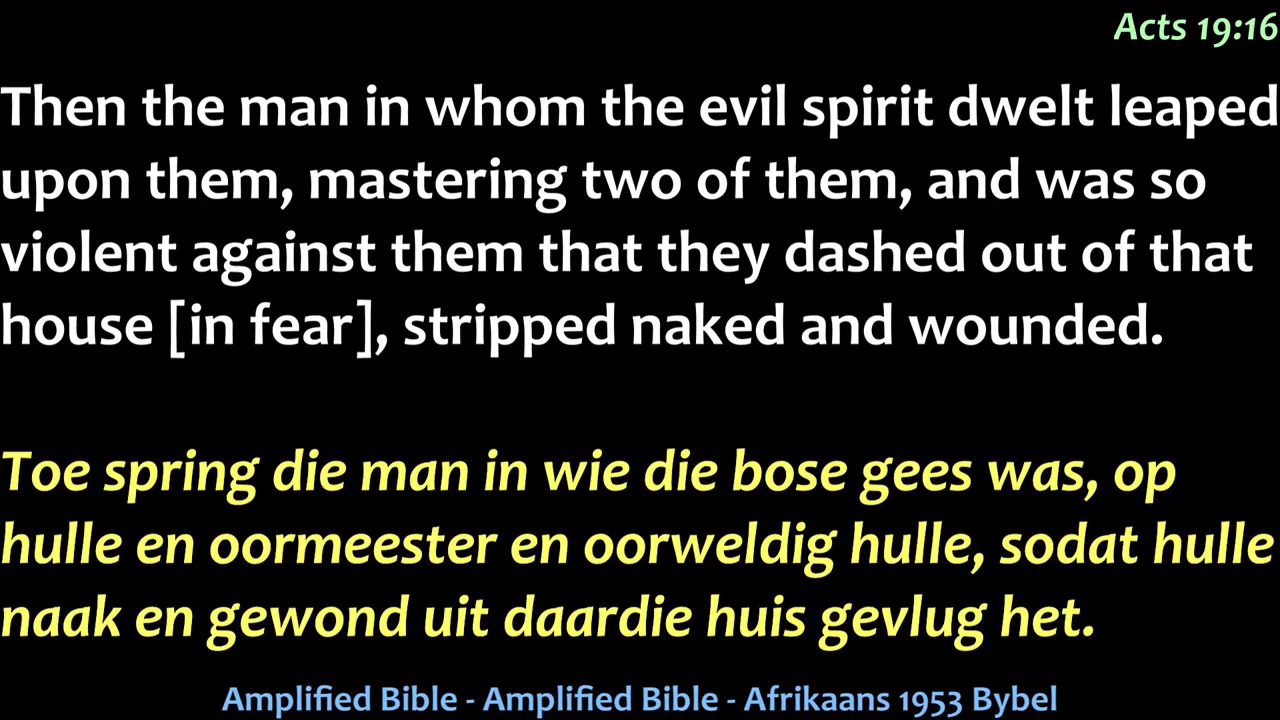 Acts 19:16
Then the man in whom the evil spirit dwelt leaped
upon them, mastering two of them, and was so
violent against them that they dashed out of that
house [in fear], stripped naked and wounded.
Toe spring die man in wie die bose gees was, op
hulle en oormeester en oorweldig hulle, sodat hulle
naak en gewond uit daardie huis gevlug het.
Amplified Bible - Amplified Bible - Afrikaans 1953 Bybel